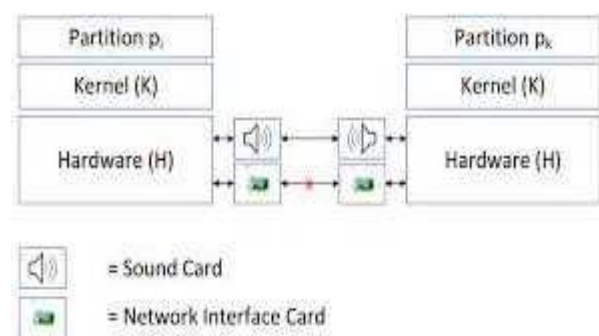 Partition pᵢ
Partition pₖ
Kernel (K)
Kernel (K)
Hardware (H)
Hardware (H)
= Sound Card
= Network Interface Card